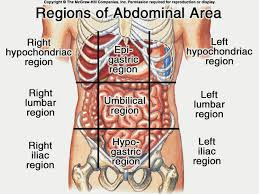 Copyright © The McGraw-Hill Companies, Inc. Permission required for reproduction or display.
Regions of Abdominal Area
Right
hypochondriac
region
Epi-
gastric
region
Left
hypochondriac
region
Right
lumbar
region
Umbilical
region
Left
lumbar
region
Right
iliac
region
Hypo-
gastric
region
Left
iliac
region